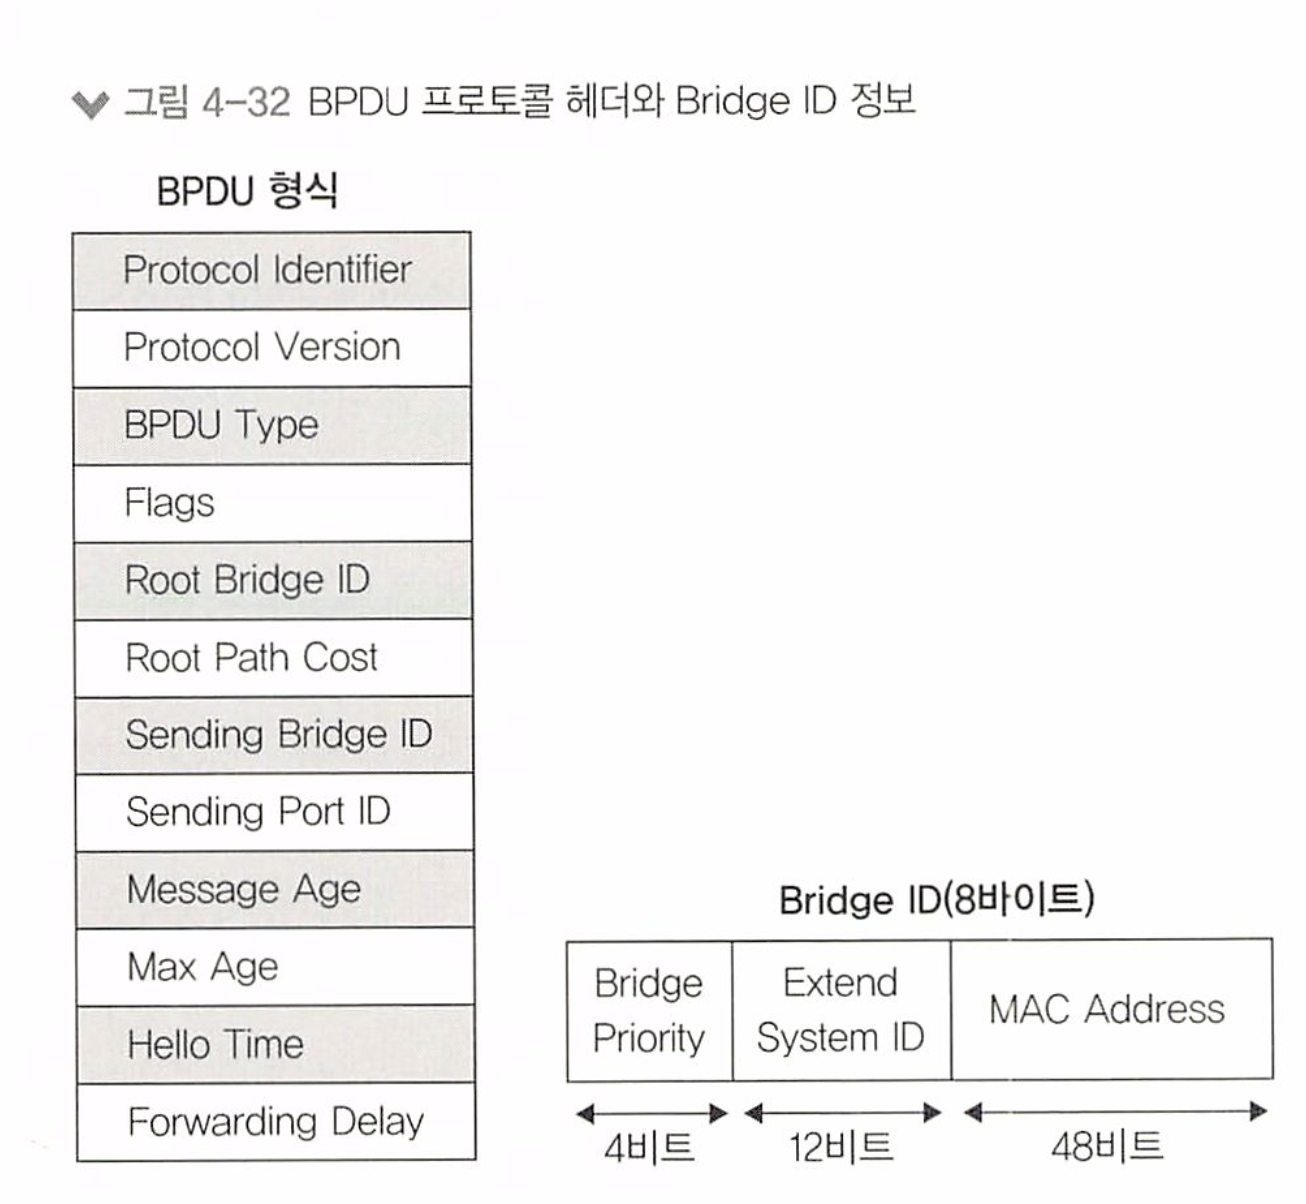 그림 4-32 BPDU 프로토콜 헤더와 Bridge ID 정보
BPDU 형식
Protocol Identifier
Protocol Version
BPDU Type
Flags
Root Bridge ID
Root Path Cost
Sending Bridge ID
Sending Port ID
Message Age
Max Age
Hello Time
Forwarding Delay
Bridge ID(8바이트)
Bridge
Priority
Extend
System ID
MAC Address
4비트
12비트
48비트